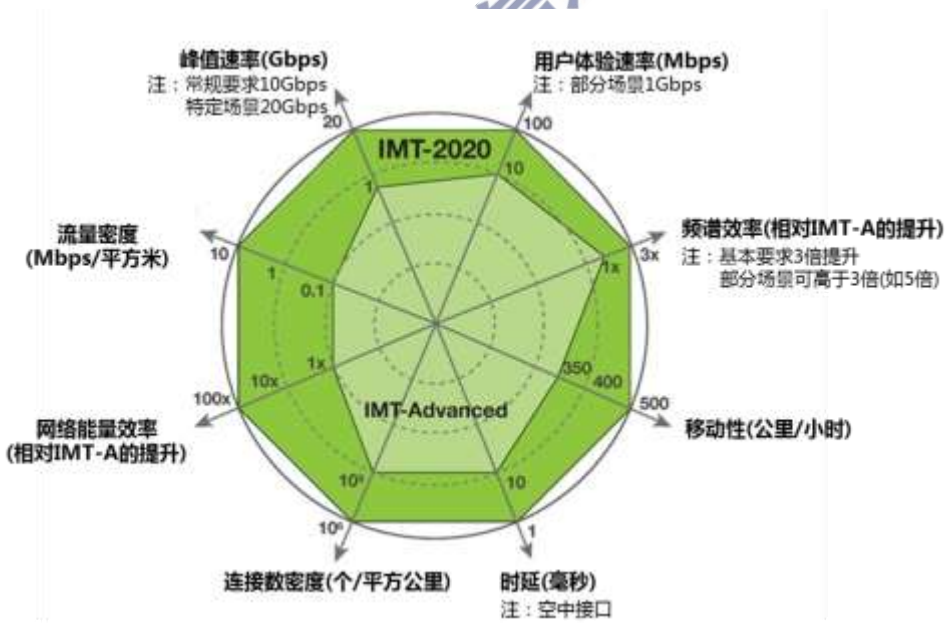 峰值速率(Gbps)
注：常规要求10Gbps
特定场景20Gbps
用户体验速率(Mbps)
注：部分场景1Gbps
20
100
IMT-2020
10
1
流量密度
(Mbps/平方米)
频谱效率(相对IMT-A的提升)
注：基本要求3倍提升
部分场景可高于3倍(如5倍)
10
1
0.1
1x
3x
1x
10x
100x
350
400
500
IMT-Advanced
网络能量效率
(相对IMT-A的提升)
移动性(公里/小时)
10
10⁶
1
连接数密度(个/平方公里)
时延(毫秒)
注：空中接口